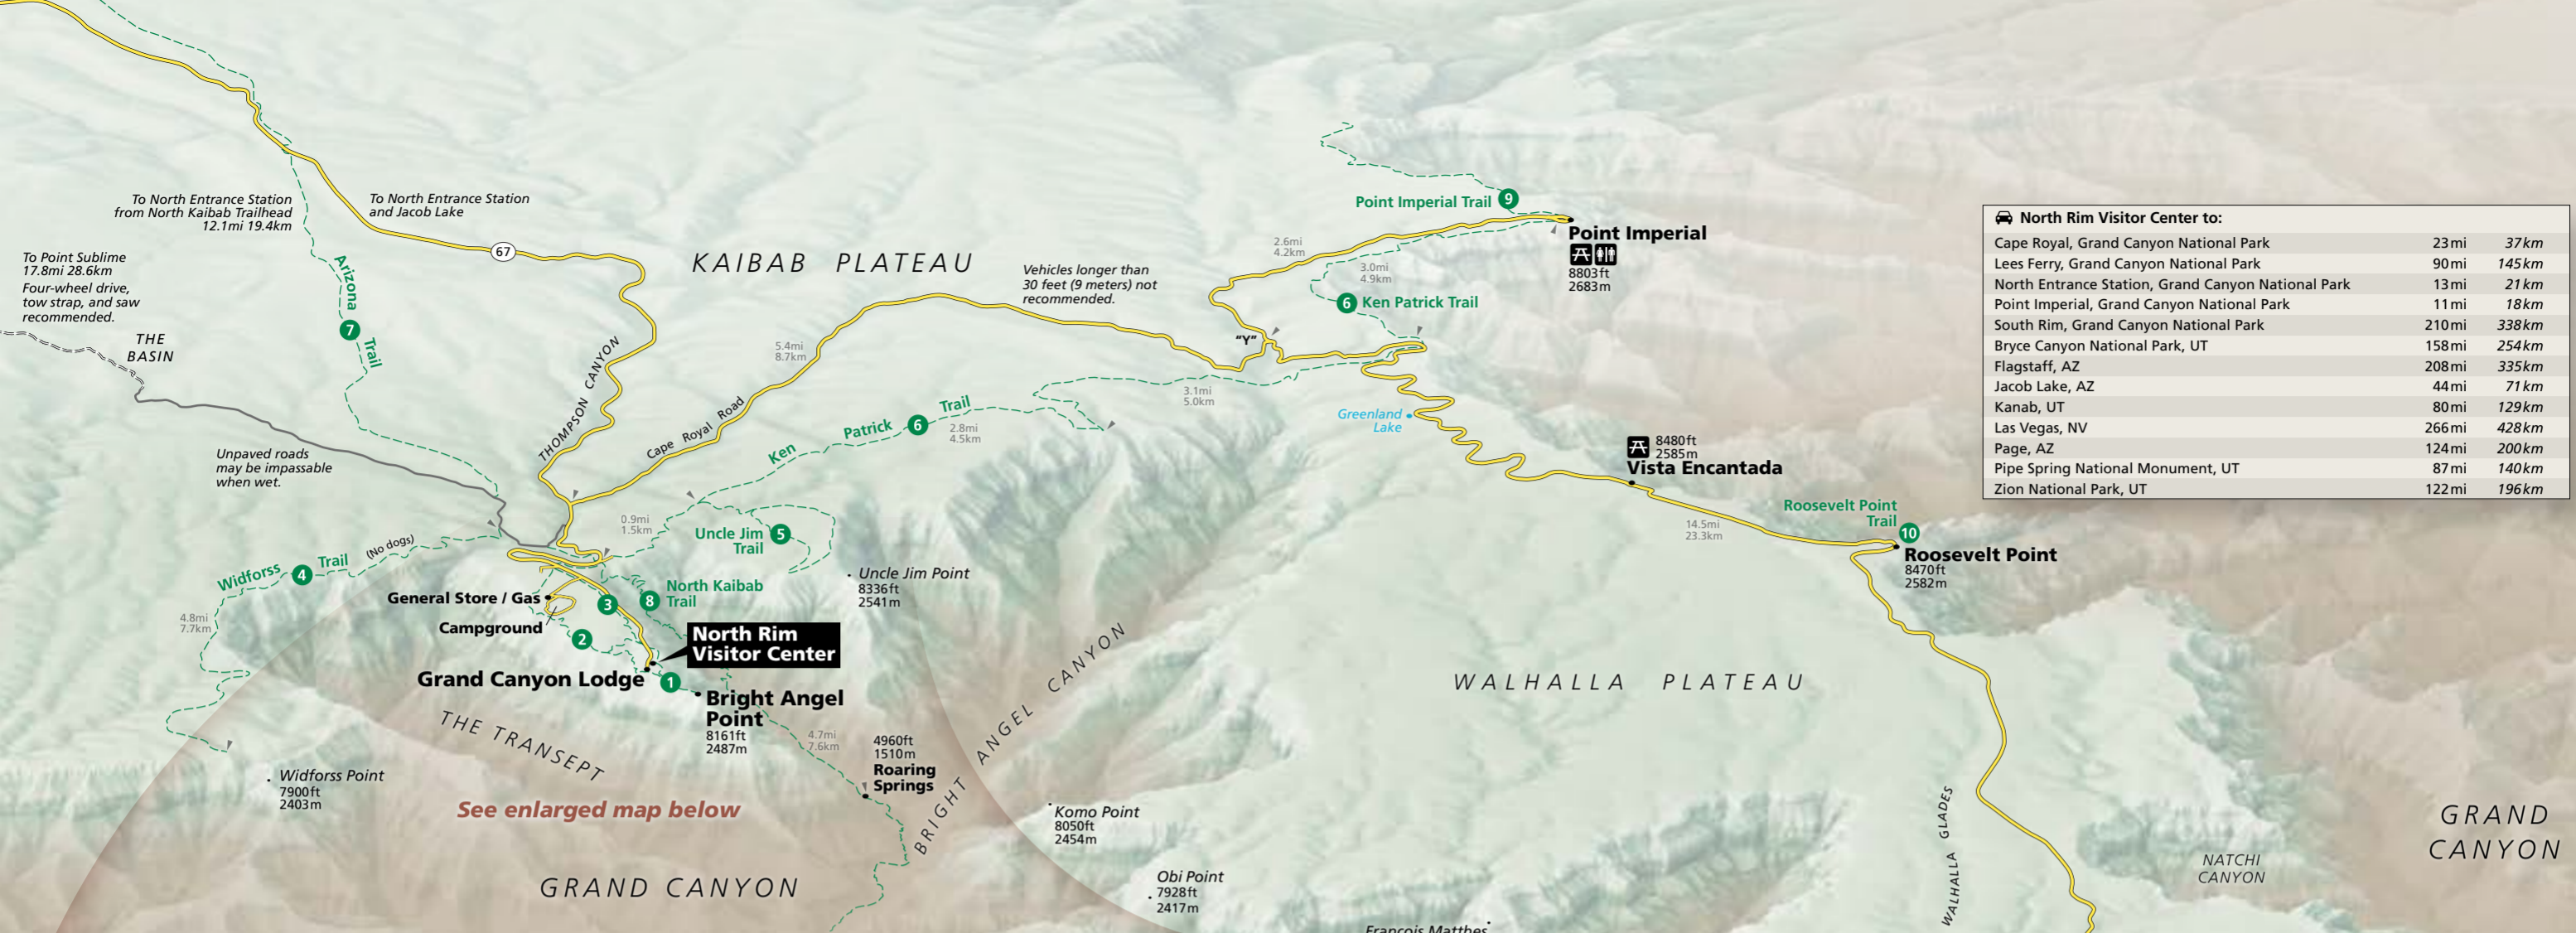 To North Entrance Station
from North Kaibab Trailhead
12.1mi 19.4km
To North Entrance Station
and Jacob Lake
67
To Point Sublime
17.8mi 28.6km
Four-wheel drive,
tow strap, and saw
recommended.
THE
BASIN
Arizona
7
Trail
Unpaved roads
may be impassable
when wet.
KAIBAB PLATEAU
THOMPSON CANYON
5.4mi
8.7km
Cape Royal Road
Vehicles longer than
30 feet (9 meters) not
recommended.
Point Imperial Trail
9
2.6mi
4.2km
Point Imperial
8803ft
2683m
3.0mi
4.9km
6
Ken Patrick Trail
“Y”
3.1mi
5.0km
Ken Patrick 6 Trail
2.8mi
4.5km
Greenland
Lake
8480ft
2585m
Vista Encantada
14.5mi
23.3km
Roosevelt Point
Trail
10
Roosevelt Point
8470ft
2582m
North Rim Visitor Center to:
Cape Royal, Grand Canyon National Park 23mi 37km
Lees Ferry, Grand Canyon National Park 90mi 145km
North Entrance Station, Grand Canyon National Park 13mi 21km
Point Imperial, Grand Canyon National Park 11mi 18km
South Rim, Grand Canyon National Park 210mi 338km
Bryce Canyon National Park, UT 158mi 254km
Flagstaff, AZ 208mi 335km
Jacob Lake, AZ 44mi 71km
Kanab, UT 80mi 129km
Las Vegas, NV 266mi 428km
Page, AZ 124mi 200km
Pipe Spring National Monument, UT 87mi 140km
Zion National Park, UT 122mi 196km
0.9mi
1.5km
Uncle Jim
Trail
5
Widforss 4 Trail
(No dogs)
4.8mi
7.7km
General Store / Gas
Campground
3
8
North Kaibab
Trail
2
Uncle Jim Point
8336ft
2541m
North Rim
Visitor Center
Grand Canyon Lodge
1
Bright Angel
Point
8161ft
2487m
THE TRANSEPT
4.7mi
7.6km
4960ft
1510m
Roaring
Springs
BRIGHT ANGEL CANYON
Widforss Point
7900ft
2403m
See enlarged map below
GRAND CANYON
Komo Point
8050ft
2454m
Obi Point
7928ft
2417m
WALHALLA PLATEAU
François Matthes
WALHALLA GLADES
NATCHI
CANYON
GRAND
CANYON